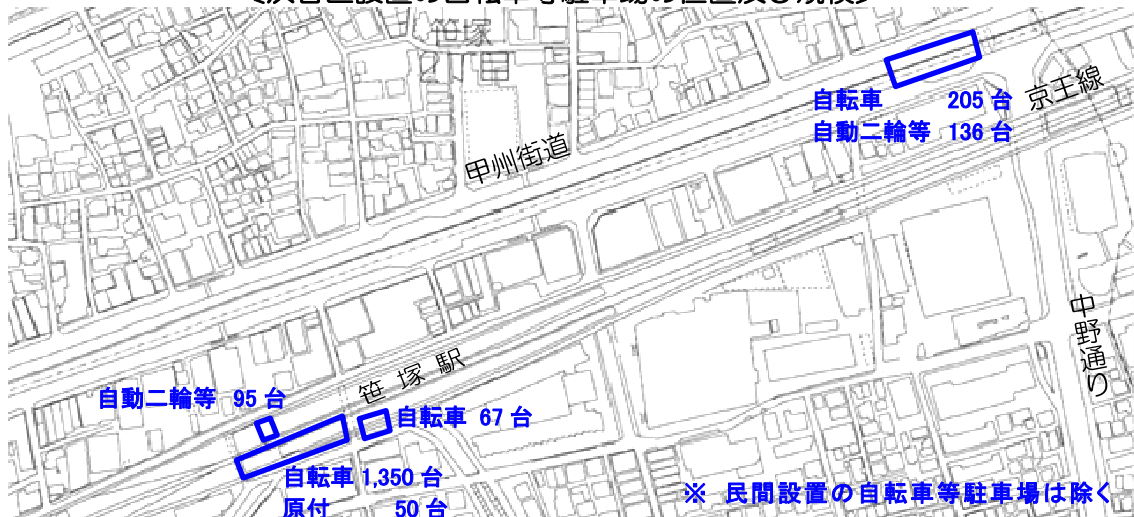 笹塚
2丁目
自転車 205 台
自動二輪等 136 台
京王線
甲州街道
中野通り
笹塚駅
自動二輪等 95 台
自転車 67 台
自転車 1,350 台
原付 50 台
※ 民間設置の自転車等駐車場は除く